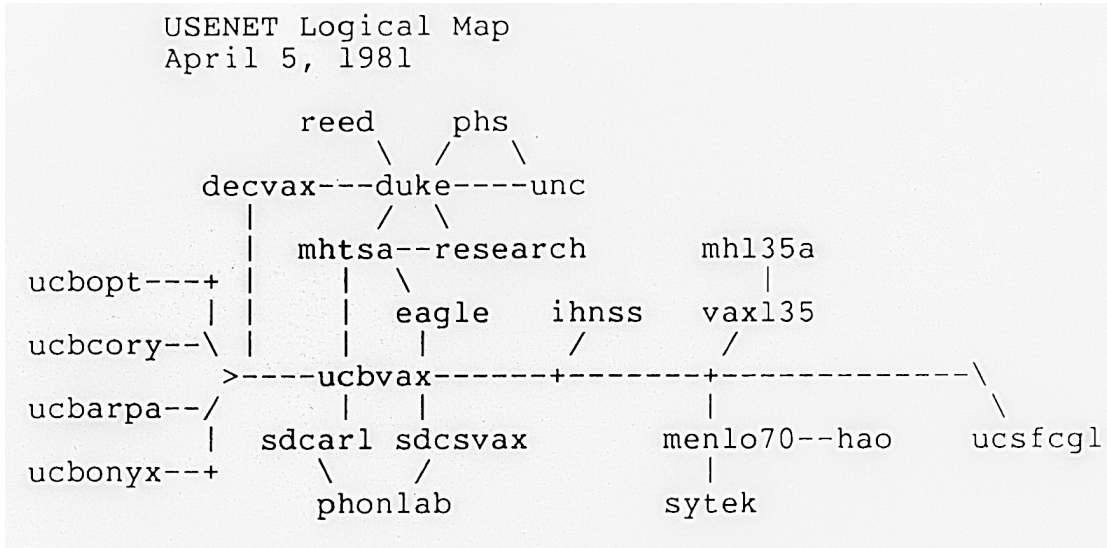 USENET Logical Map
April 5, 1981
reed phs
\ / \
decvax---duke----unc
| / \
| mhtsa--research mh135a
ucbopt---+ | | \ |
| | | eagle ihnss vax135
ucbcory--\ | | | / /
>----ucbvax------+-------+-------------\
ucbarpa--/ | | | \
| sdcarl sdcsvax menlo70--hao ucsfcgl
ucbonyx--+ \ / |
phonlab sytek